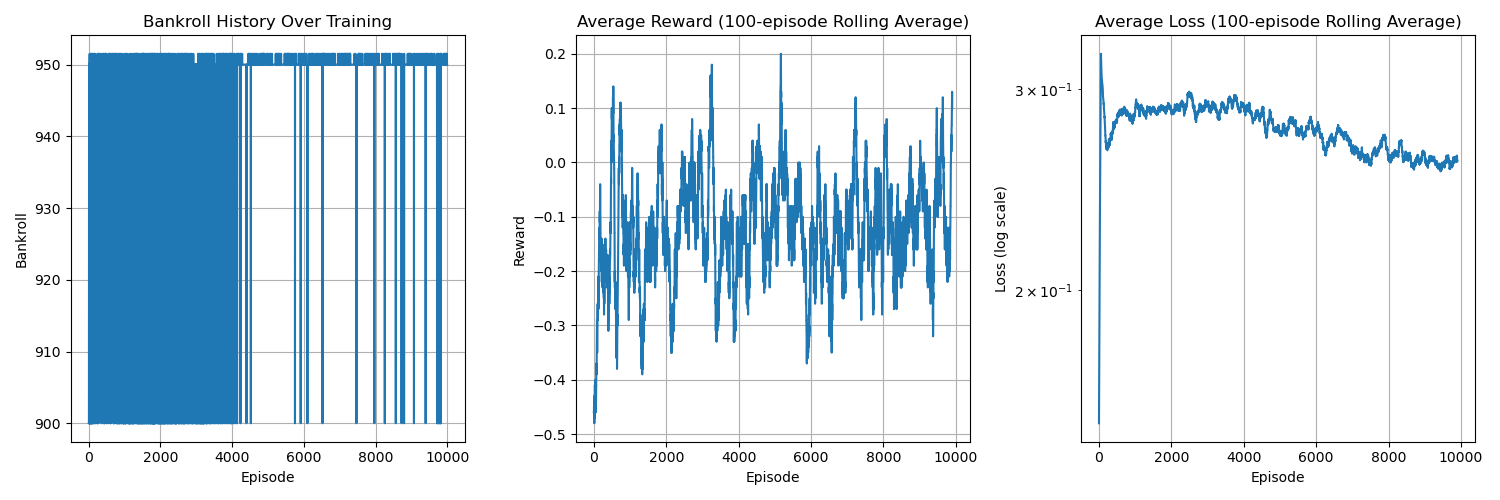 Bankroll History Over Training
950
940
930
920
910
900
Bankroll
0 2000 4000 6000 8000 10000
Episode
Average Reward (100-episode Rolling Average)
0.2
0.1
0.0
−0.1
−0.2
−0.3
−0.4
−0.5
Reward
0 2000 4000 6000 8000 10000
Episode
Average Loss (100-episode Rolling Average)
3 × 10⁻¹
2 × 10⁻¹
Loss (log scale)
0 2000 4000 6000 8000 10000
Episode